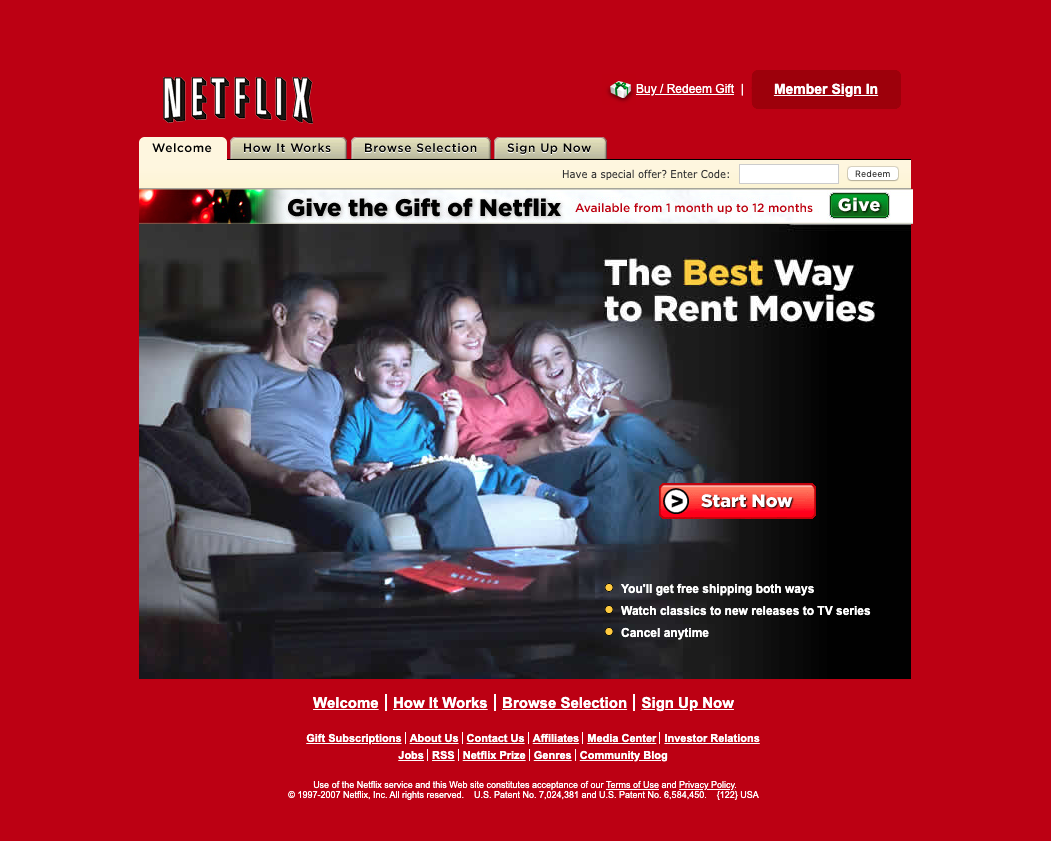 NETFLIX
Buy / Redeem Gift | Member Sign In
Welcome How It Works Browse Selection Sign Up Now
Have a special offer? Enter Code: Redeem
Give the Gift of Netflix Available from 1 month up to 12 months Give
The Best Way
to Rent Movies
Start Now
NETFLIX
You'll get free shipping both ways
Watch classics to new releases to TV series
Cancel anytime
Welcome | How It Works | Browse Selection | Sign Up Now
Gift Subscriptions | About Us | Contact Us | Affiliates | Media Center | Investor Relations
Jobs | RSS | Netflix Prize | Genres | Community Blog
Use of the Netflix service and this Web site constitutes acceptance of our Terms of Use and Privacy Policy.
© 1997-2007 Netflix, Inc. All rights reserved. U.S. Patent No. 7,024,381 and U.S. Patent No. 6,584,450. {122} USA